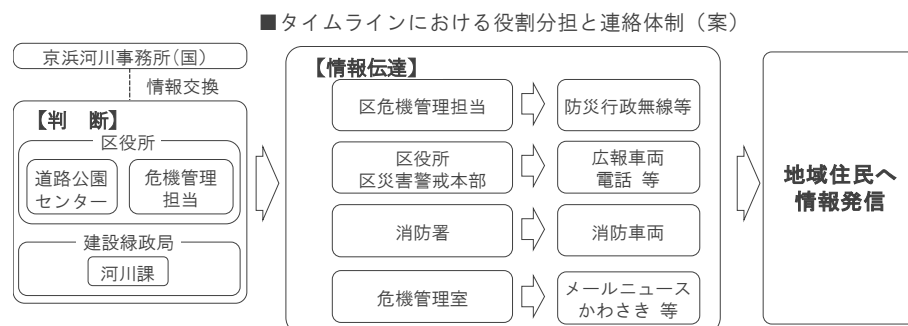 ■タイムラインにおける役割分担と連絡体制（案）
京浜河川事務所(国)
情報交換
【判　断】
区役所
道路公園
センター
危機管理
担当
建設緑政局
河川課
【情報伝達】
区危機管理担当
防災行政無線等
区役所
区災害警戒本部
広報車両
電話 等
消防署
消防車両
危機管理室
メールニュース
かわさき 等
地域住民へ
情報発信